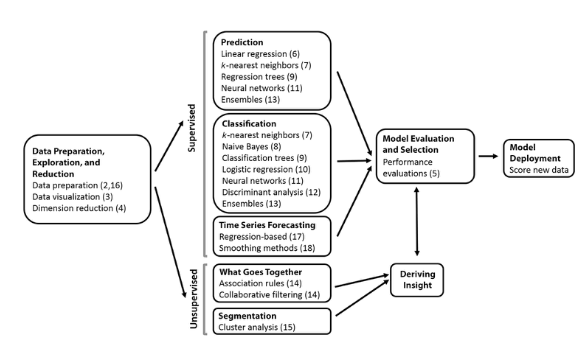 Data Preparation,
Exploration, and
Reduction
Data preparation (2,16)
Data visualization (3)
Dimension reduction (4)
Supervised
Prediction
Linear regression (6)
k-nearest neighbors (7)
Regression trees (9)
Neural networks (11)
Ensembles (13)
Classification
k-nearest neighbors (7)
Naive Bayes (8)
Classification trees (9)
Logistic regression (10)
Neural networks (11)
Discriminant analysis (12)
Ensembles (13)
Time Series Forecasting
Regression-based (17)
Smoothing methods (18)
Unsupervised
What Goes Together
Association rules (14)
Collaborative filtering (14)
Segmentation
Cluster analysis (15)
Model Evaluation
and Selection
Performance
evaluations (5)
Deriving
Insight
Model
Deployment
Score new data